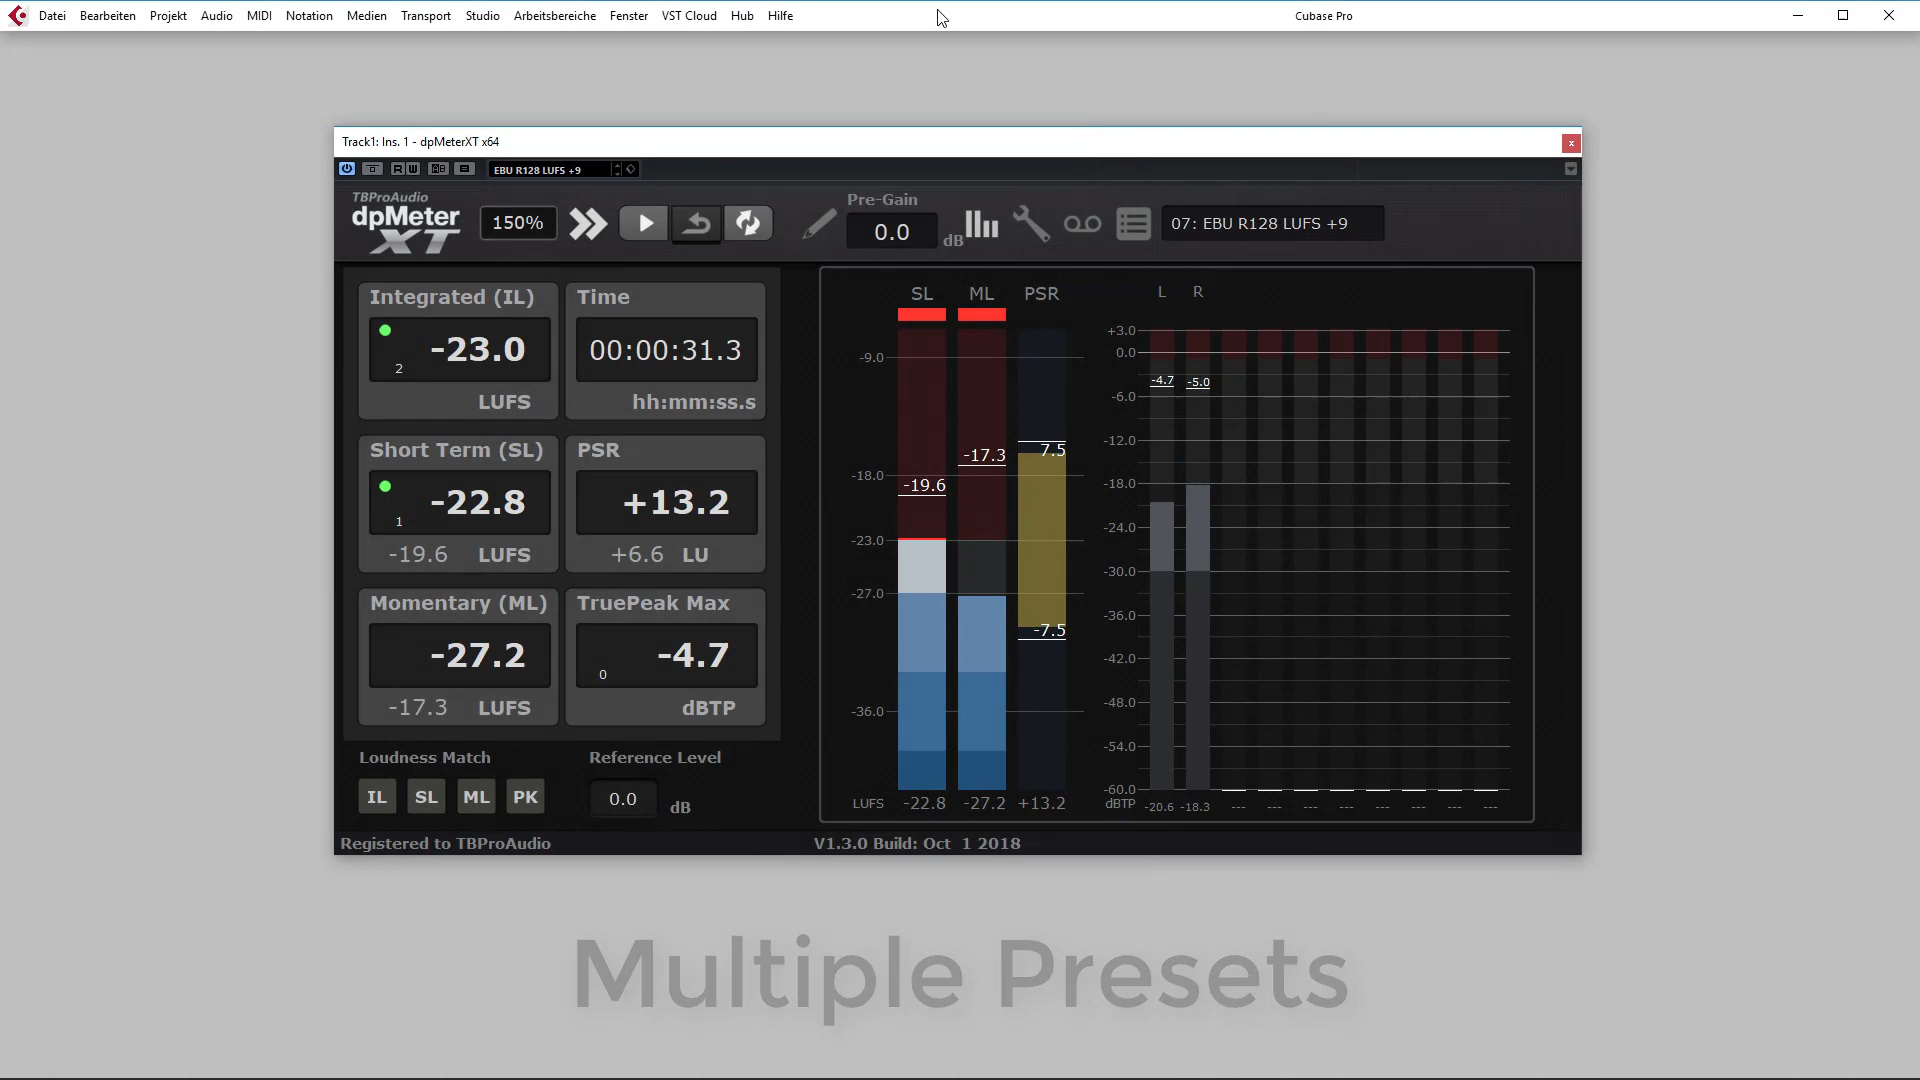 Datei Bearbeiten Projekt Audio MIDI Notation Medien Transport Studio Arbeitsbereiche Fenster VST Cloud Hub Hilfe Cubase Pro
Track1: Ins. 1 - dpMeterXT x64
R W EBU R128 LUFS +9
TBProAudio
dpMeter
XT
150%
Pre-Gain
0.0
dB
07: EBU R128 LUFS +9
Integrated (IL)
-23.0
2
LUFS
Time
00:00:31.3
hh:mm:ss.s
Short Term (SL)
-22.8
1
-19.6 LUFS
PSR
+13.2
+6.6 LU
Momentary (ML)
-27.2
-17.3 LUFS
TruePeak Max
-4.7
0
dBTP
Loudness Match
IL SL ML PK
Reference Level
0.0 dB
SL ML PSR
-9.0
-18.0
-23.0
-27.0
-36.0
-19.6
-17.3
7.5
-7.5
LUFS -22.8 -27.2 +13.2
L R
+3.0
0.0
-6.0
-12.0
-18.0
-24.0
-30.0
-36.0
-42.0
-48.0
-54.0
-60.0
-4.7 -5.0
dBTP -20.6 -18.3 --- --- --- --- --- --- --- ---
Registered to TBProAudio
V1.3.0 Build: Oct 1 2018
Multiple Presets